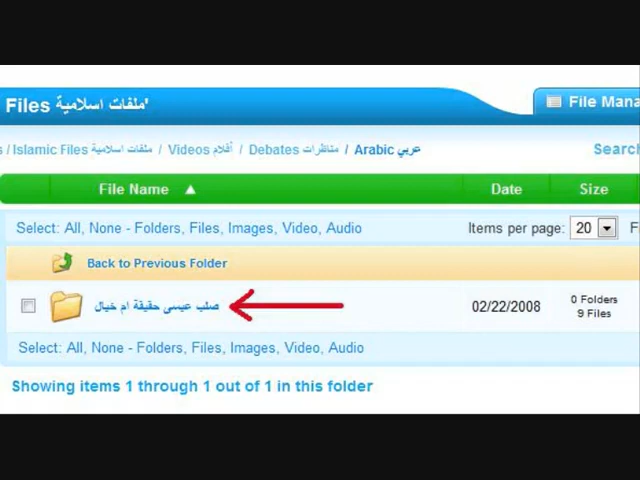 Files ملفات اسلامية'
File Mana
s / Islamic Files ملفات اسلامية / Videos أفلام / Debates مناظرات / Arabic عربي
Search
File Name ▲ Date Size
Select: All, None - Folders, Files, Images, Video, Audio Items per page: 20 Fi
Back to Previous Folder
صلب عيسى حقيقة ام خيال 02/22/2008 0 Folders
9 Files
Select: All, None - Folders, Files, Images, Video, Audio
Showing items 1 through 1 out of 1 in this folder